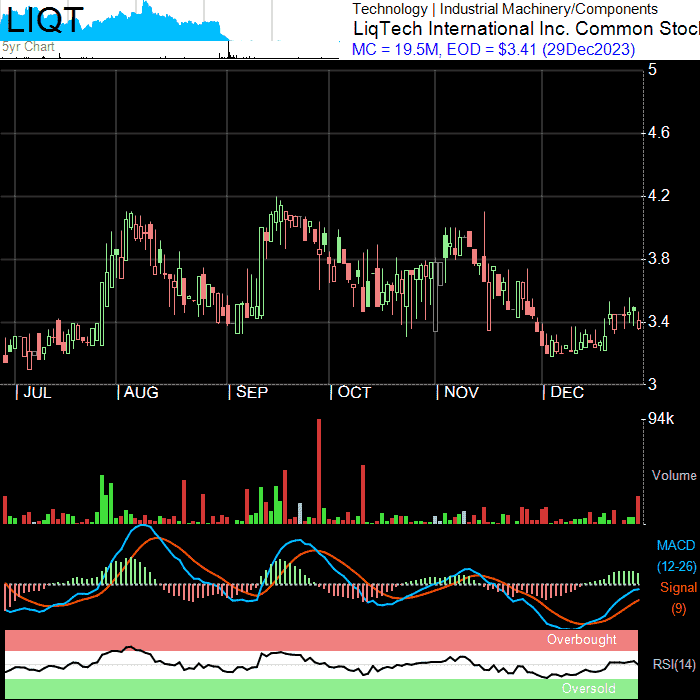 LIQT
5yr Chart
Technology | Industrial Machinery/Components
LiqTech International Inc. Common Stoc
MC = 19.5M, EOD = $3.41 (29Dec2023)
5
4.6
4.2
3.8
3.4
3
| JUL | AUG | SEP | OCT | NOV | DEC
94k
Volume
MACD
(12-26)
Signal
(9)
Overbought
RSI(14)
Oversold